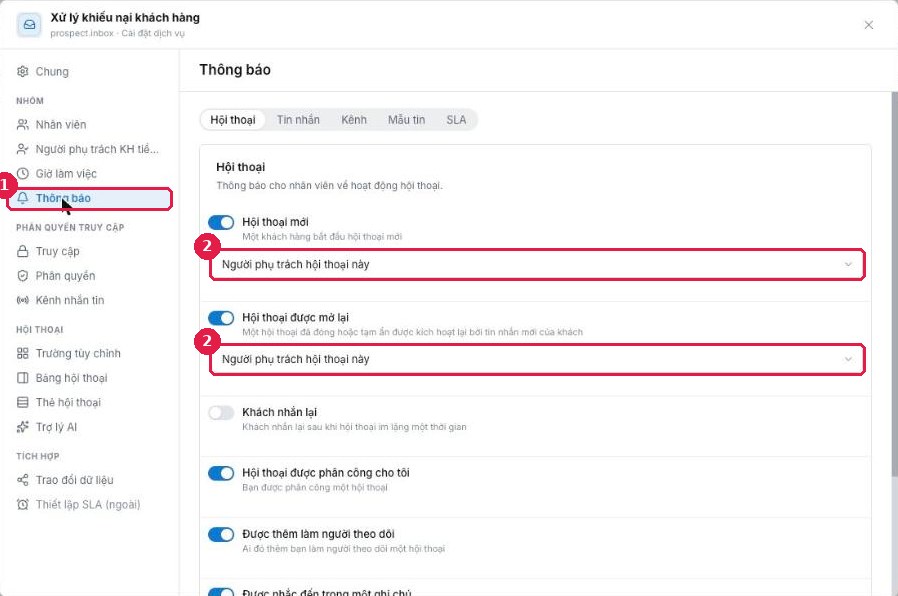 Xử lý khiếu nại khách hàng
prospect.inbox · Cài đặt dịch vụ
Chung
NHÓM
Nhân viên
Người phụ trách KH tiề...
Giờ làm việc
1
Thông báo
PHÂN QUYỀN TRUY CẬP
Truy cập
Phân quyền
Kênh nhắn tin
HỘI THOẠI
Trường tùy chỉnh
Bảng hội thoại
Thẻ hội thoại
Trợ lý AI
TÍCH HỢP
Trao đổi dữ liệu
Thiết lập SLA (ngoài)
Thông báo
Hội thoại Tin nhắn Kênh Mẫu tin SLA
Hội thoại
Thông báo cho nhân viên về hoạt động hội thoại.
Hội thoại mới
Một khách hàng bắt đầu hội thoại mới
2
Người phụ trách hội thoại này
Hội thoại được mở lại
Một hội thoại đã đóng hoặc tạm ẩn được kích hoạt lại bởi tin nhắn mới của khách
2
Người phụ trách hội thoại này
Khách nhắn lại
Khách nhắn lại sau khi hội thoại im lặng một thời gian
Hội thoại được phân công cho tôi
Bạn được phân công một hội thoại
Được thêm làm người theo dõi
Ai đó thêm bạn làm người theo dõi một hội thoại
Được nhắc đến trong một ghi chú